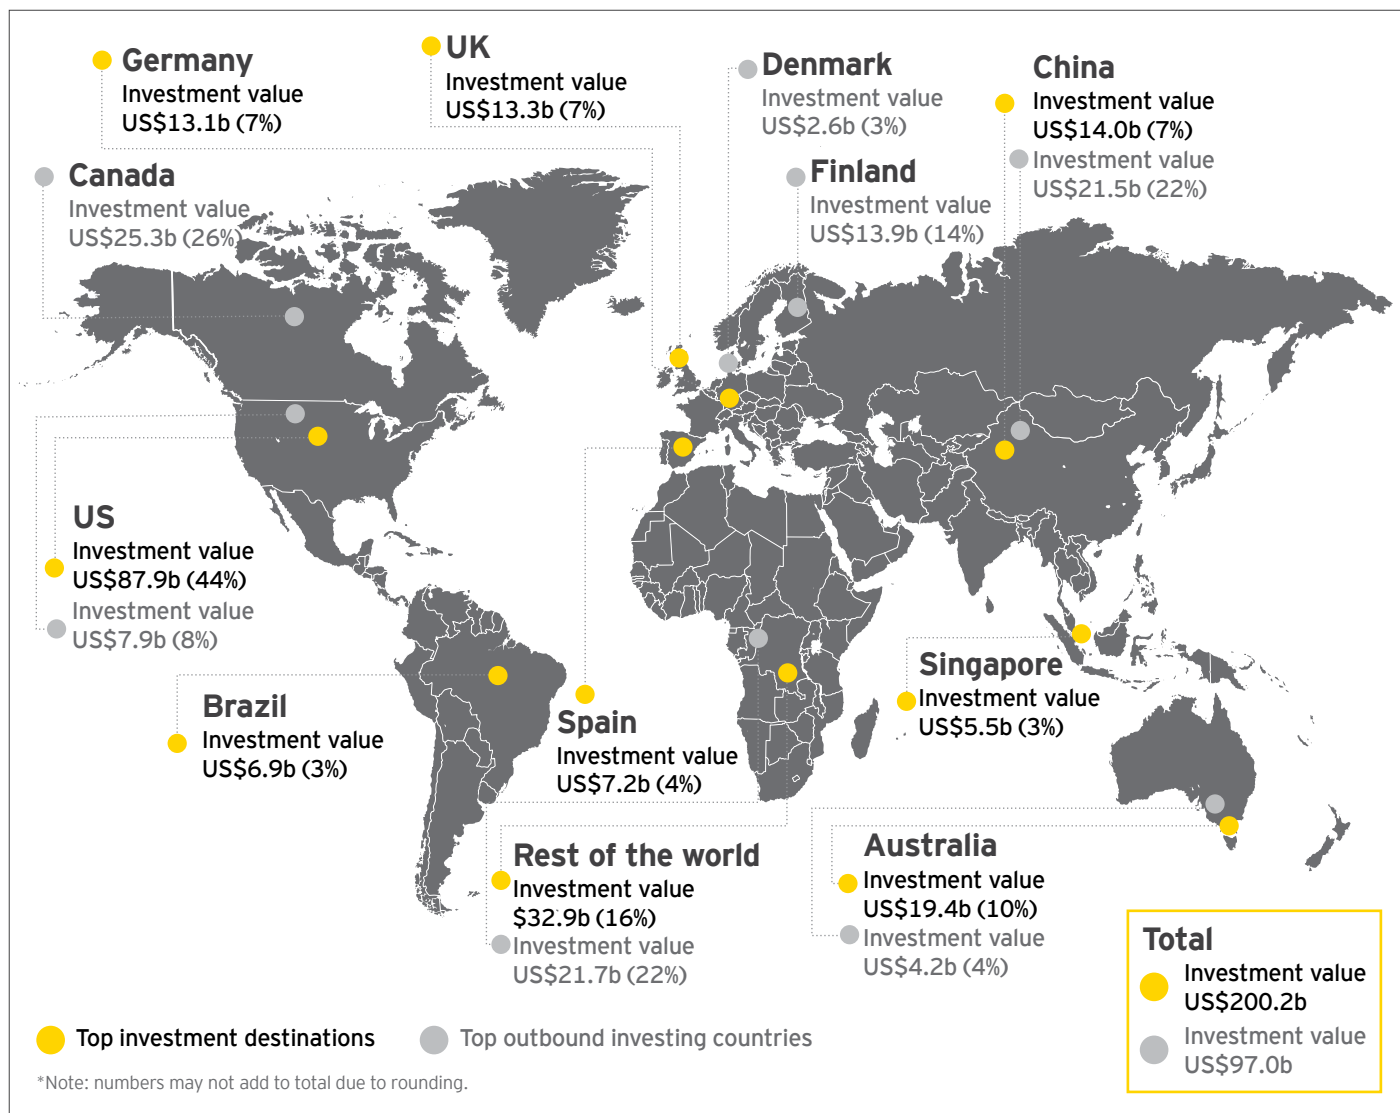 Germany
Investment value
US$13.1b (7%)
UK
Investment value
US$13.3b (7%)
Denmark
Investment value
US$2.6b (3%)
China
Investment value
US$14.0b (7%)
Investment value
US$21.5b (22%)
Canada
Investment value
US$25.3b (26%)
Finland
Investment value
US$13.9b (14%)
US
Investment value
US$87.9b (44%)
Investment value
US$7.9b (8%)
Brazil
Investment value
US$6.9b (3%)
Spain
Investment value
US$7.2b (4%)
Singapore
Investment value
US$5.5b (3%)
Rest of the world
Investment value
$32.9b (16%)
Investment value
US$21.7b (22%)
Australia
Investment value
US$19.4b (10%)
Investment value
US$4.2b (4%)
Total
Investment value
US$200.2b
Investment value
US$97.0b
Top investment destinations
Top outbound investing countries
*Note: numbers may not add to total due to rounding.